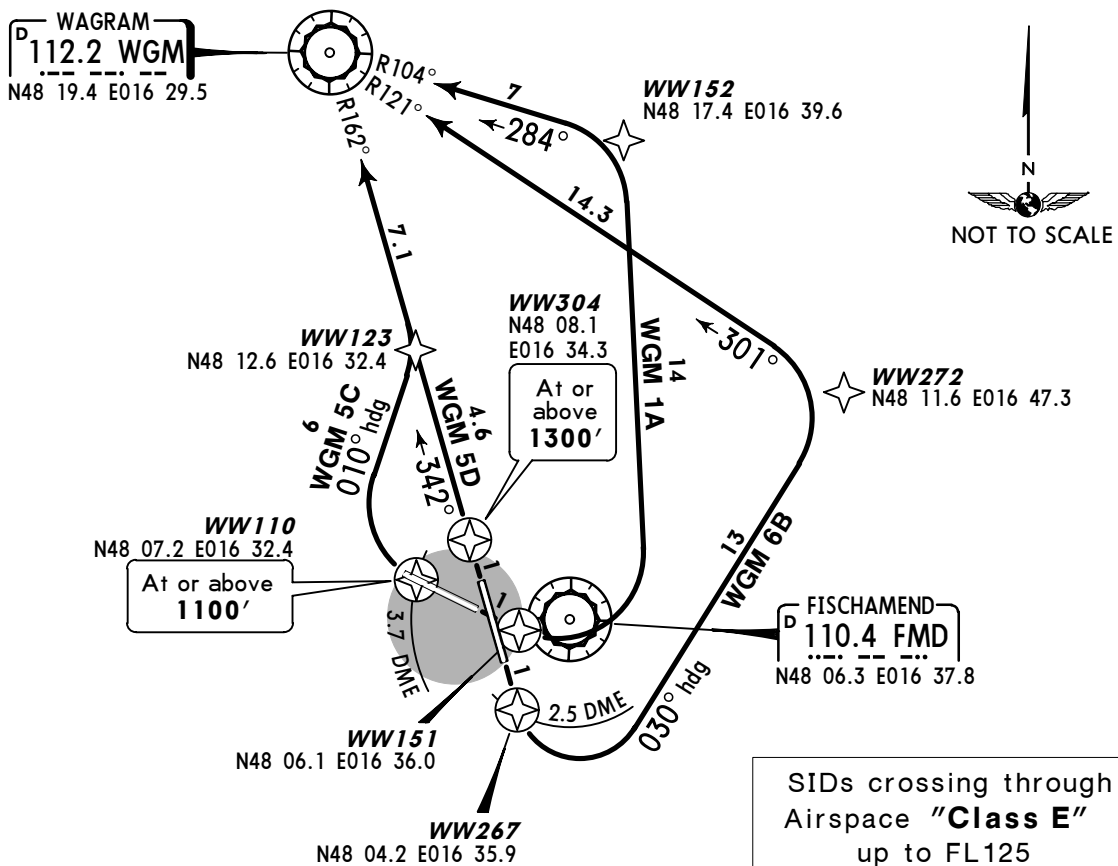 WAGRAM
D 112.2 WGM
N48 19.4 E016 29.5
R104°
R121°
R162°
7
284°
WW152
N48 17.4 E016 39.6
N
NOT TO SCALE
14.3
7.1
WW304
N48 08.1
E016 34.3
At or
above
1300'
WW123
N48 12.6 E016 32.4
301°
WW272
N48 11.6 E016 47.3
14
WGM 1A
6
WGM 5C
010° hdg
4.6
WGM 5D
342°
WW110
N48 07.2 E016 32.4
At or above
1100'
13
WGM 6B
1
1
1
3.7 DME
FISCHAMEND
D 110.4 FMD
N48 06.3 E016 37.8
2.5 DME
030° hdg
WW151
N48 06.1 E016 36.0
WW267
N48 04.2 E016 35.9
SIDs crossing through
Airspace "Class E"
up to FL125